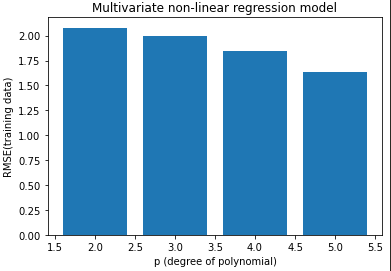 Multivariate non-linear regression model
RMSE(training data)
2.00
1.75
1.50
1.25
1.00
0.75
0.50
0.25
0.00
1.5 2.0 2.5 3.0 3.5 4.0 4.5 5.0 5.5
p (degree of polynomial)